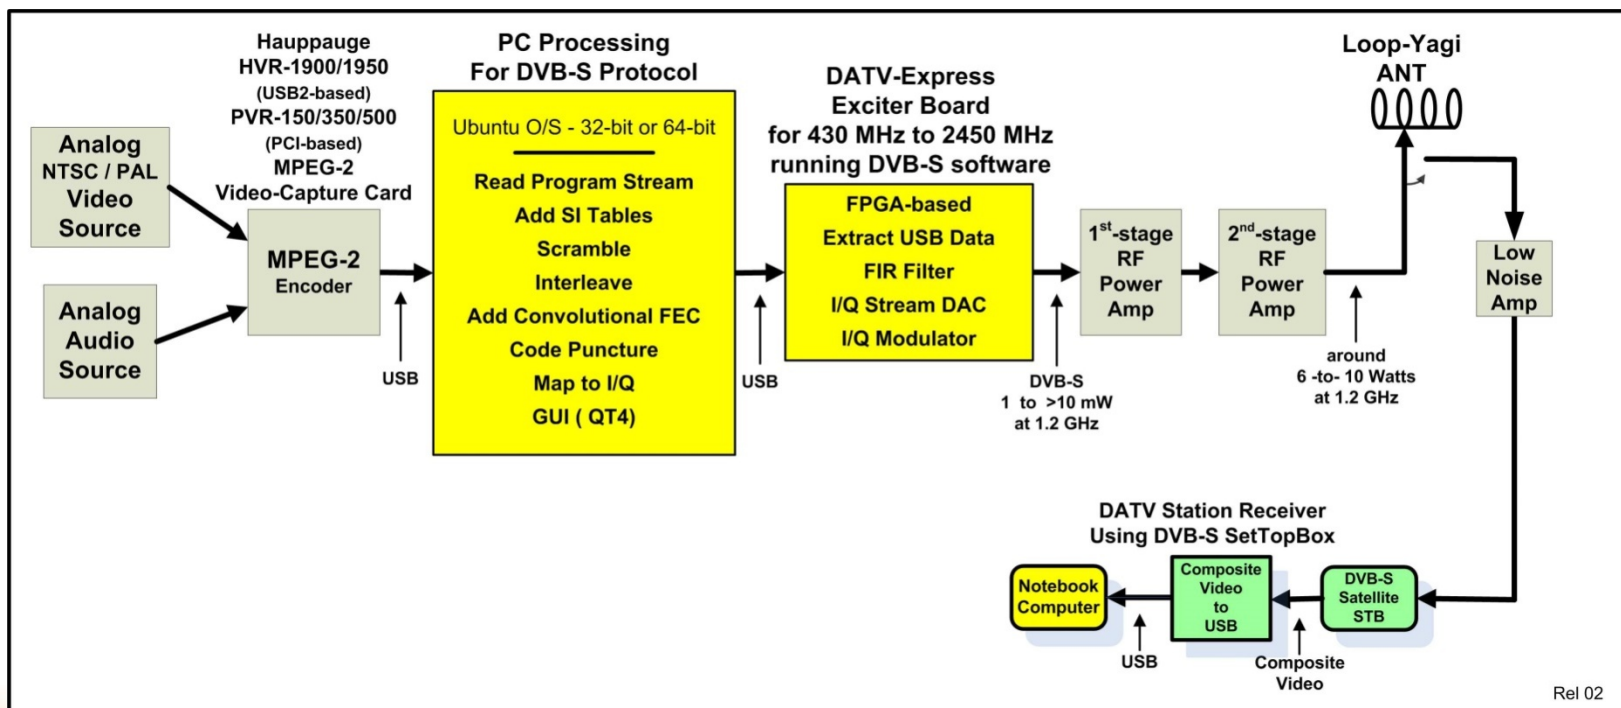 Hauppauge
HVR-1900/1950
(USB2-based)
PVR-150/350/500
(PCI-based)
MPEG-2
Video-Capture Card
PC Processing
For DVB-S Protocol
DATV-Express
Exciter Board
for 430 MHz to 2450 MHz
running DVB-S software
Loop-Yagi
ANT
Analog
NTSC / PAL
Video
Source
Analog
Audio
Source
MPEG-2
Encoder
USB
Ubuntu O/S - 32-bit or 64-bit
Read Program Stream
Add SI Tables
Scramble
Interleave
Add Convolutional FEC
Code Puncture
Map to I/Q
GUI ( QT4)
USB
FPGA-based
Extract USB Data
FIR Filter
I/Q Stream DAC
I/Q Modulator
DVB-S
1 to >10 mW
at 1.2 GHz
1st-stage
RF
Power
Amp
2nd-stage
RF
Power
Amp
around
6 -to- 10 Watts
at 1.2 GHz
Low
Noise
Amp
DATV Station Receiver
Using DVB-S SetTopBox
Notebook
Computer
USB
Composite
Video
to
USB
Composite
Video
DVB-S
Satellite
STB
Rel 02